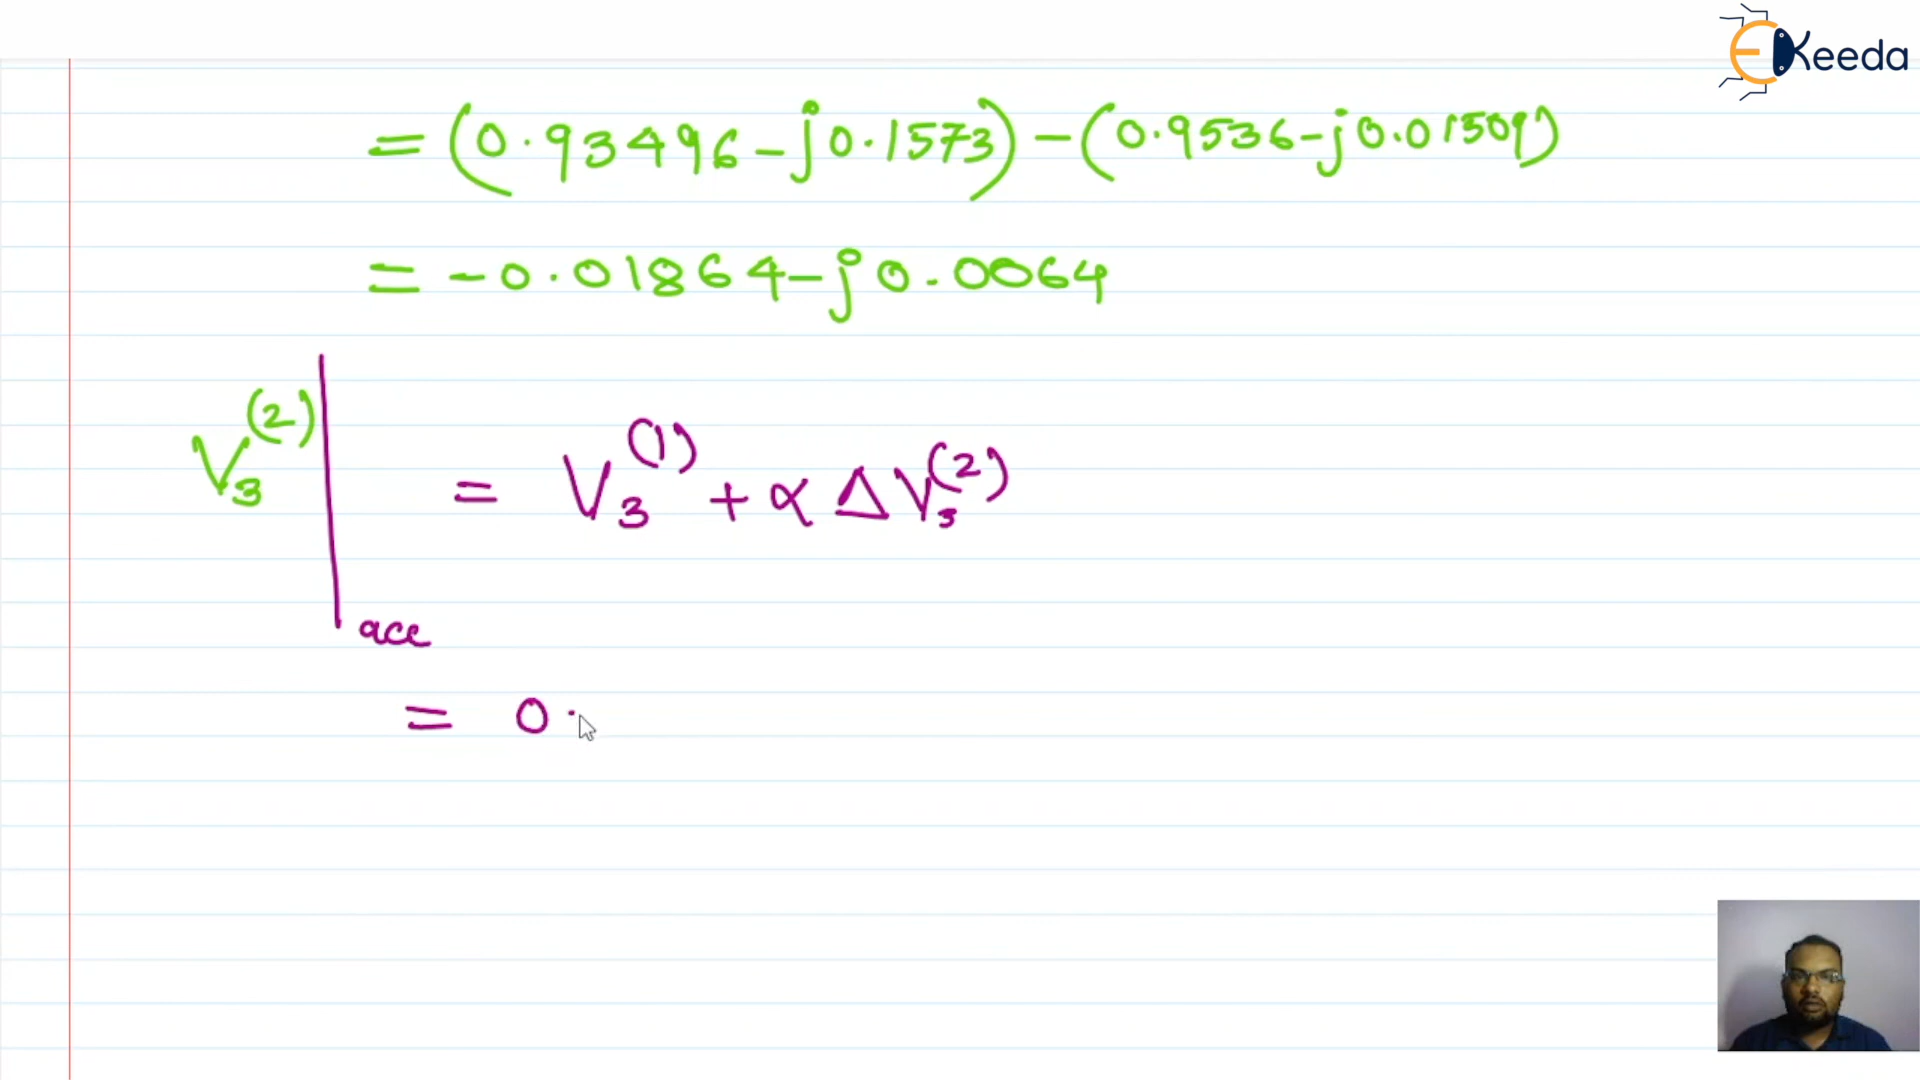 EKeeda
= (0.93496-j0.1573) - (0.9536-j0.01509)
= -0.01864-j0.0064
V₃⁽²⁾|acc = V₃⁽¹⁾ + α Δ V₃⁽²⁾
= 0.